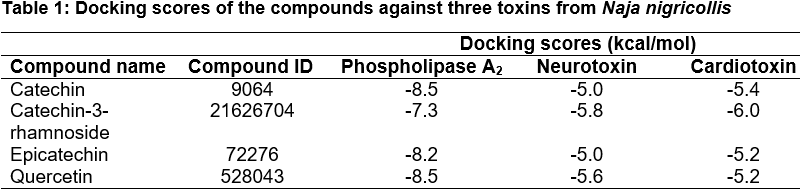 Table 1: Docking scores of the compounds against three toxins from Naja nigricollis
Docking scores (kcal/mol)
Compound name Compound ID Phospholipase A₂ Neurotoxin Cardiotoxin
Catechin 9064 -8.5 -5.0 -5.4
Catechin-3- 21626704 -7.3 -5.8 -6.0
rhamnoside
Epicatechin 72276 -8.2 -5.0 -5.2
Quercetin 528043 -8.5 -5.6 -5.2